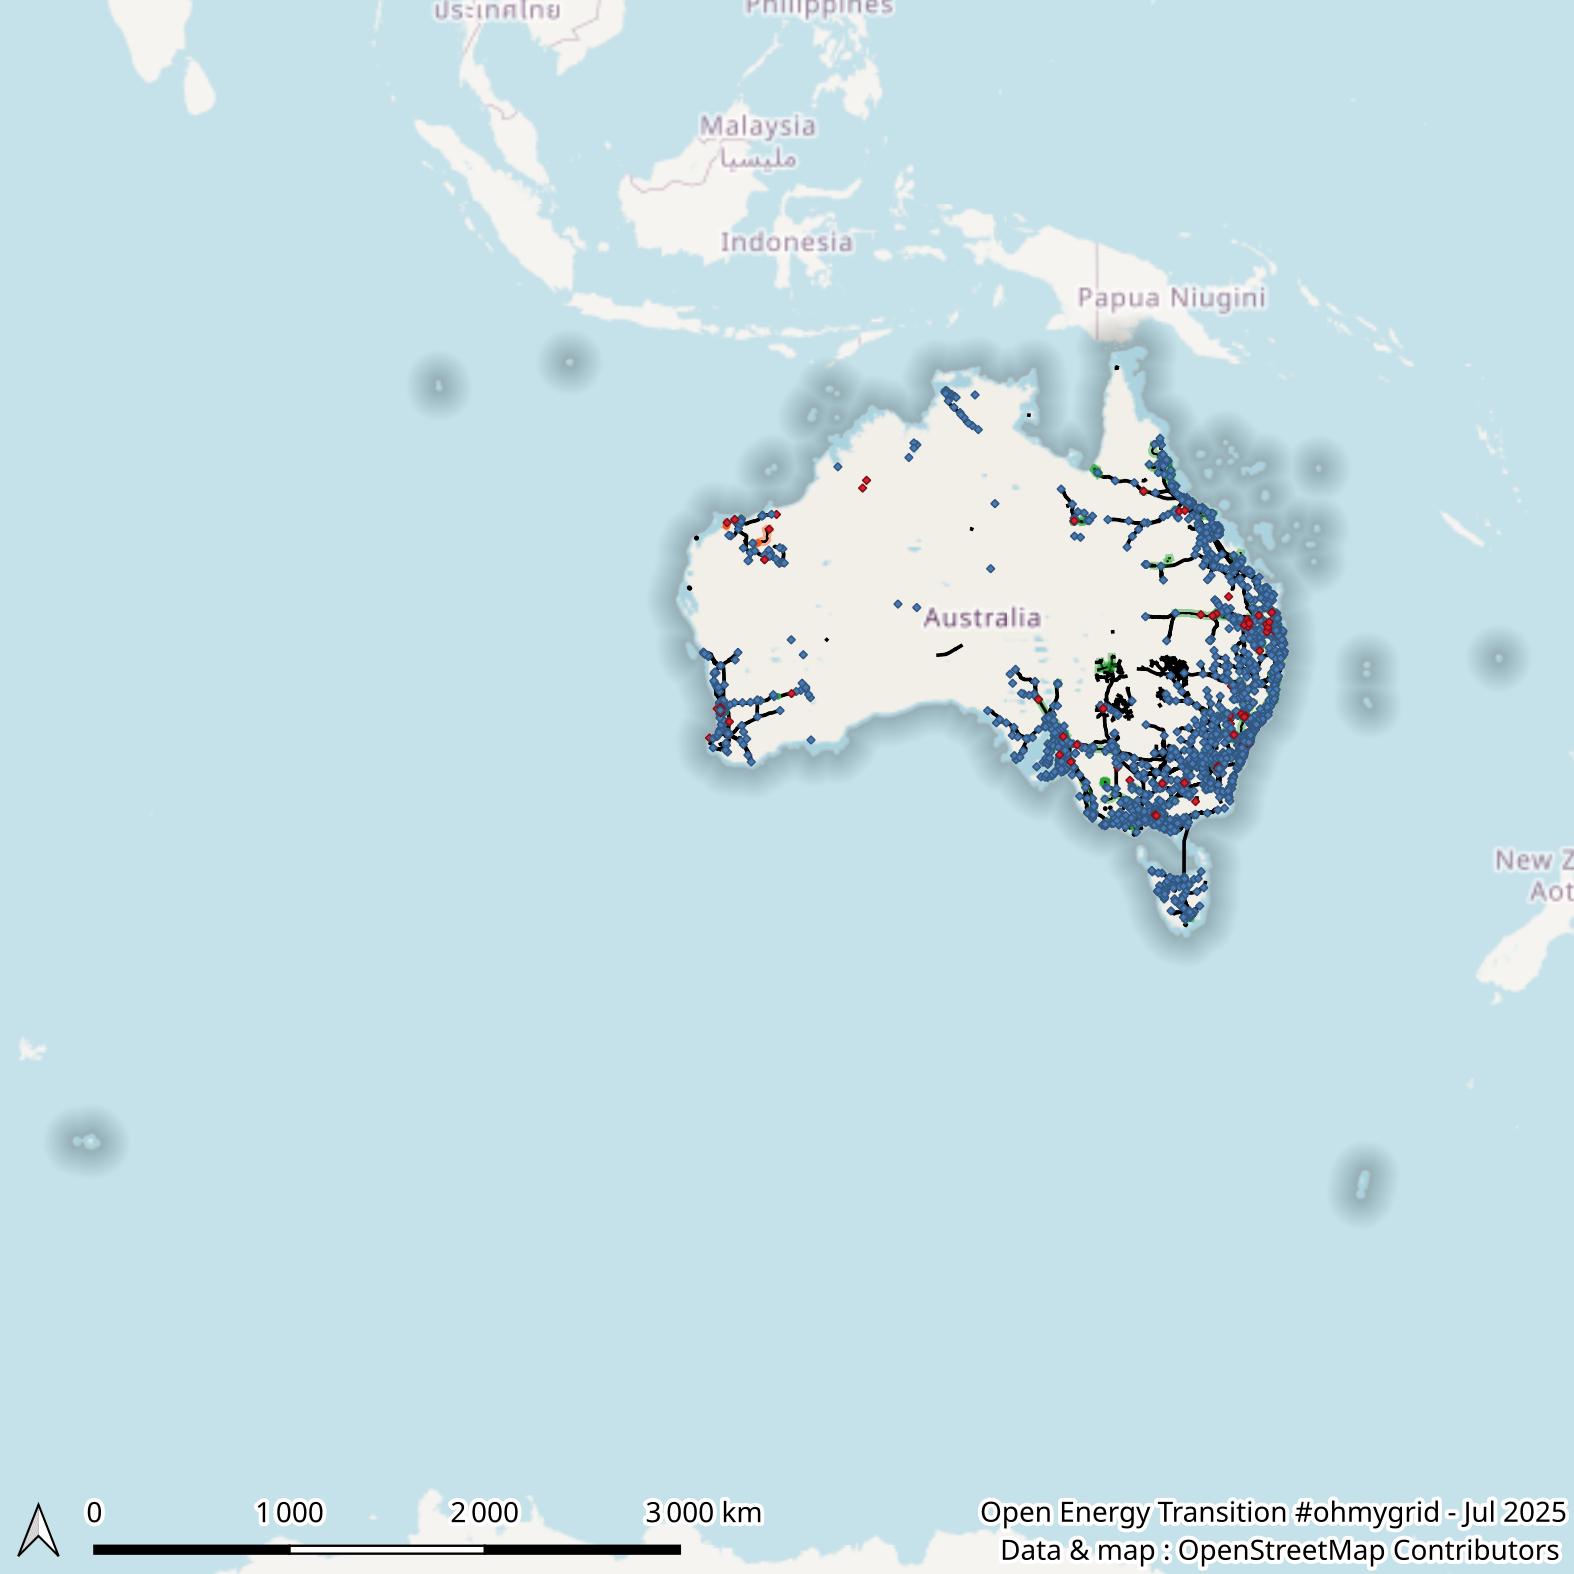 ประเทศไทย
Philippines
Malaysia
مليسيا
Indonesia
Papua Niugini
Australia
New Z
Aot
0 1 000 2 000 3 000 km
Open Energy Transition #ohmygrid - Jul 2025
Data & map : OpenStreetMap Contributors